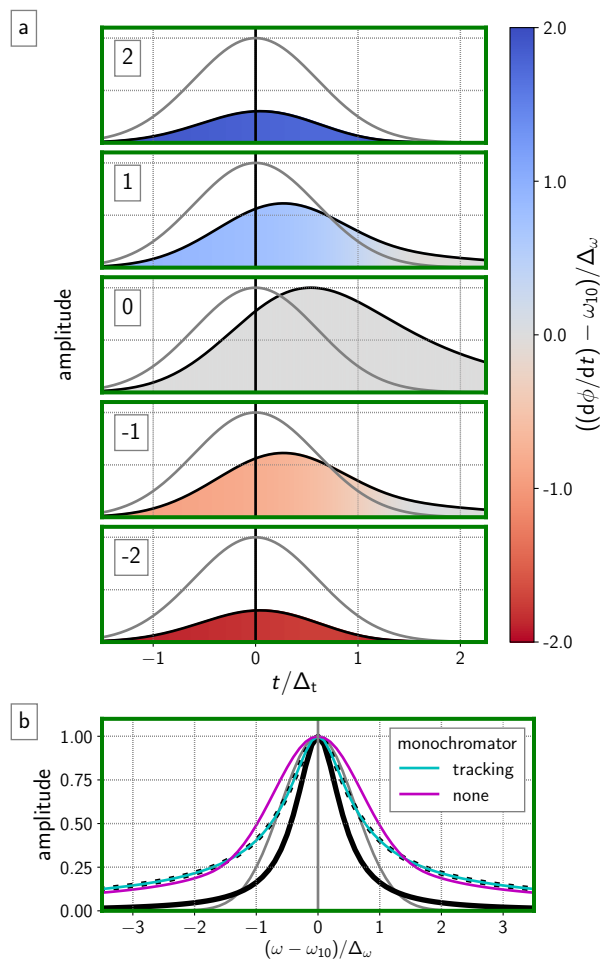 a
2
1
0
-1
-2
amplitude
−1
0
1
2
t/Δt
2.0
1.0
0.0
-1.0
-2.0
((dϕ/dt) − ω10)/Δω
b
monochromator
tracking
none
1.00
0.75
0.50
0.25
0.00
amplitude
−3
−2
−1
0
1
2
3
(ω − ω10)/Δω